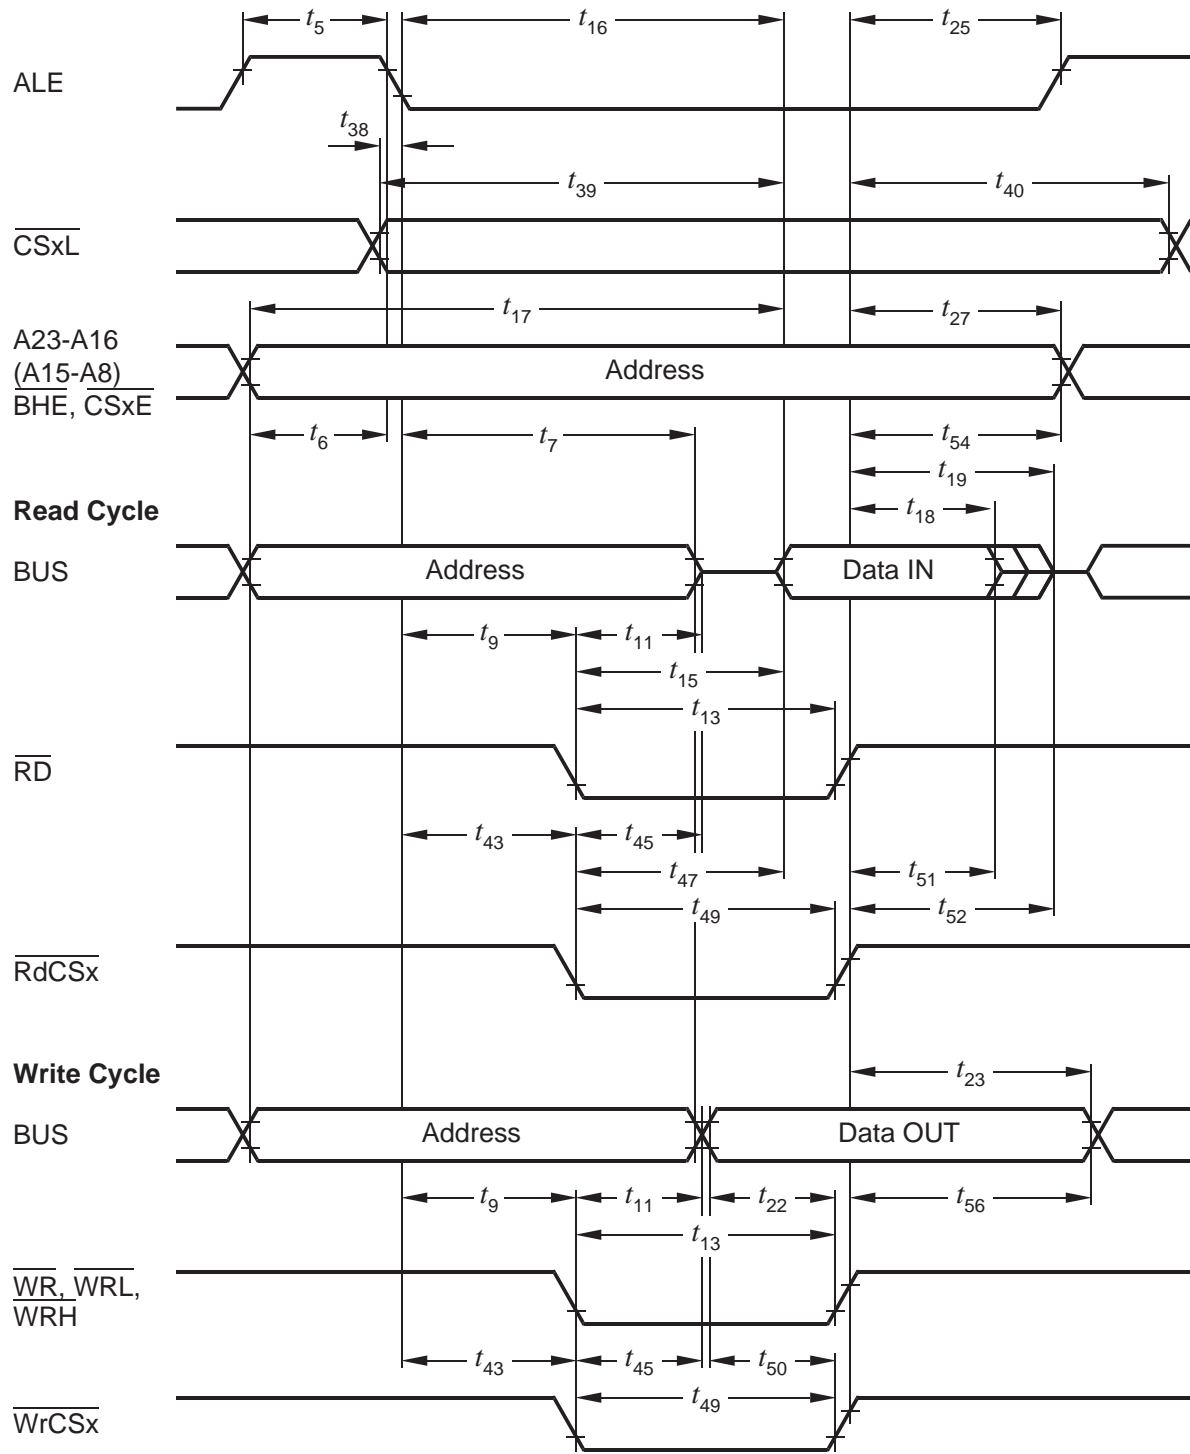 t5 t16 t25
ALE
t38
t39 t40
CSxL
t17 t27
A23-A16
(A15-A8)
BHE, CSxE
Address
t6 t7 t54
t19
Read Cycle
t18
BUS Address Data IN
t9 t11
t15
t13
RD
t43 t45
t47 t51
t49 t52
RdCSx
Write Cycle
t23
BUS Address Data OUT
t9 t11 t22 t56
t13
WR, WRL,
WRH
t43 t45 t50
t49
WrCSx